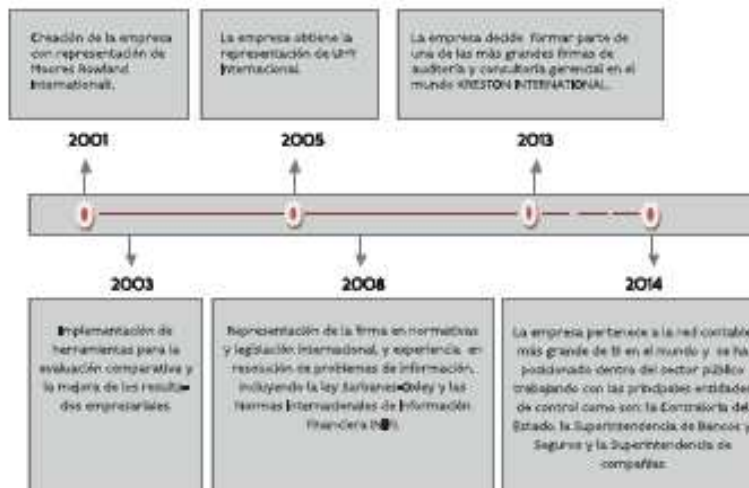 Creación de la empresa
con representación de
Moores Rowland
International.
La empresa obtiene la
representación de UHY
Internacional.
La empresa decide formar parte de
una de las más grandes firmas de
auditoría y consultoría gerencial en el
mundo KRESTON INTERNATIONAL.
2001
2005
2013
2003
2008
2014
Implementación de
herramientas para la
evaluación comparativa y
la mejora de los resulta-
dos empresariales
Representación de la firma en normativas
y legislación internacional, y experiencia en
resolución de problemas de información,
incluyendo la ley Sarbanes-Oxley y las
Normas Internacionales de Información
Financiera
La empresa pertenece a la red contable
más grande de en el mundo y se ha
posicionado dentro del sector público
trabajando con las principales entidades
de control como son: la Contraloría del
Estado, la Superintendencia de Bancos y
Seguros y la Superintendencia de
compañías.